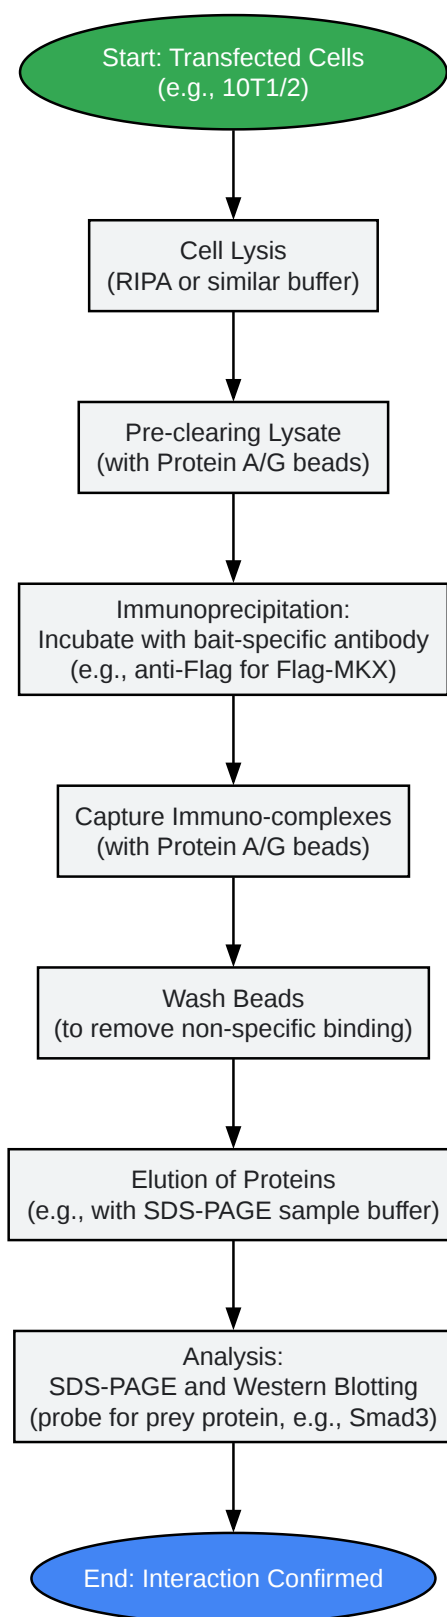 Start: Transfected Cells
(e.g., 10T1/2)
Cell Lysis
(RIPA or similar buffer)
Pre-clearing Lysate
(with Protein A/G beads)
Immunoprecipitation:
Incubate with bait-specific antibody
(e.g., anti-Flag for Flag-MKX)
Capture Immuno-complexes
(with Protein A/G beads)
Wash Beads
(to remove non-specific binding)
Elution of Proteins
(e.g., with SDS-PAGE sample buffer)
Analysis:
SDS-PAGE and Western Blotting
(probe for prey protein, e.g., Smad3)
End: Interaction Confirmed